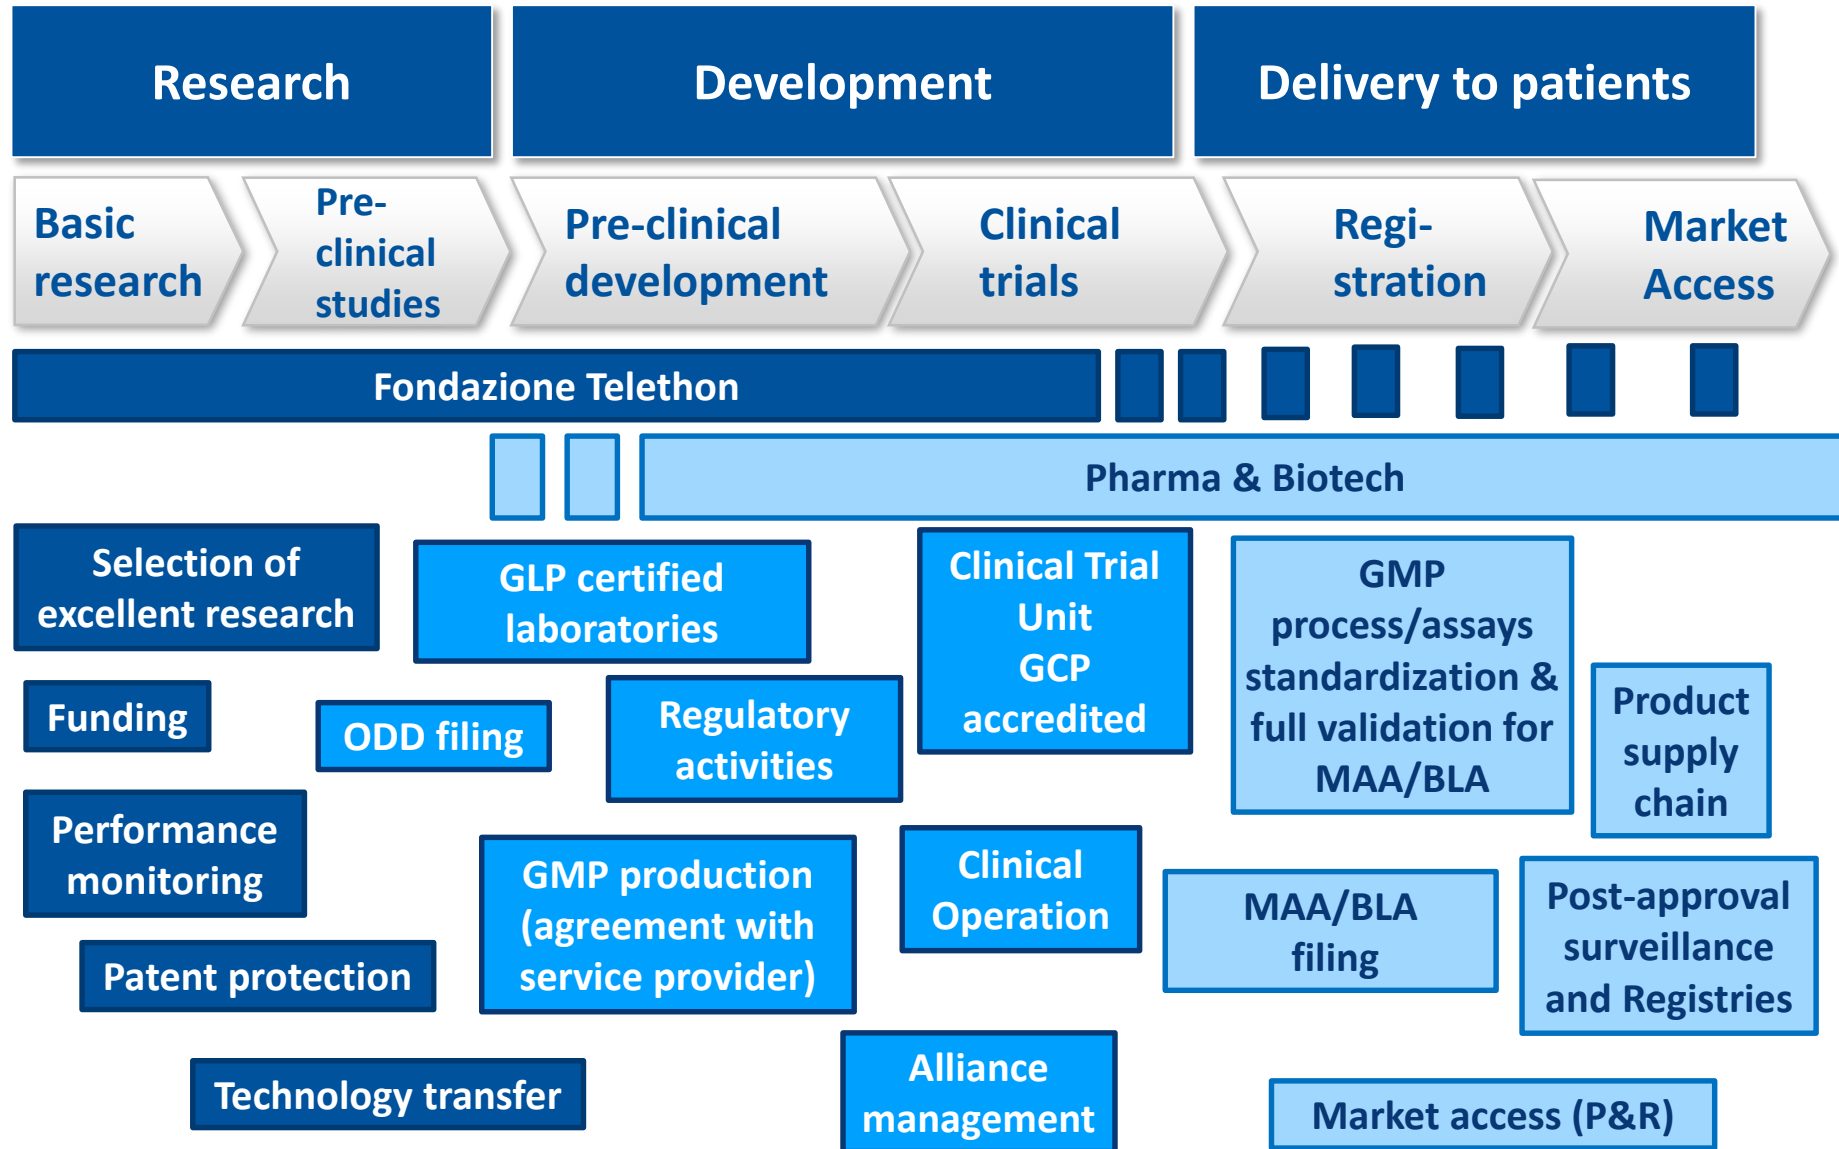 Research
Development
Delivery to patients
Basic
research
Pre-
clinical
studies
Pre-clinical
development
Clinical
trials
Regi-
stration
Market
Access
Fondazione Telethon
Pharma & Biotech
Selection of
excellent research
GLP certified
laboratories
Clinical Trial
Unit
GCP
accredited
GMP
process/assays
standardization &
full validation for
MAA/BLA
Product
supply
chain
Funding
ODD filing
Regulatory
activities
Performance
monitoring
GMP production
(agreement with
service provider)
Clinical
Operation
MAA/BLA
filing
Post-approval
surveillance
and Registries
Patent protection
Technology transfer
Alliance
management
Market access (P&R)